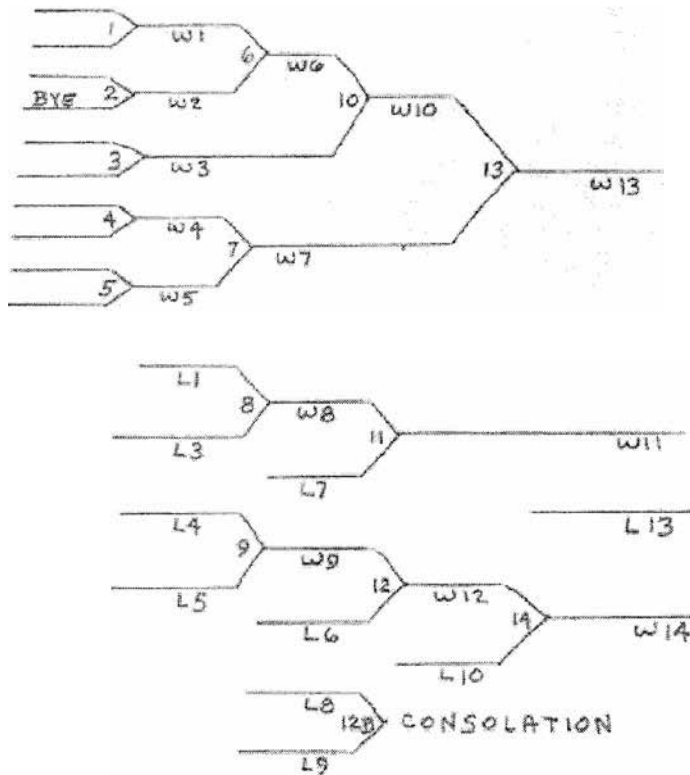 1 W1
6 W6
BYE 2 W2
10 W10
3 W3
13 W13
4 W4
7 W7
5 W5
L1
8 W8
L3
11 W11
L7
L4
L13
9 W9
L5
12 W12
L6
14 W14
L10
L8
12B CONSOLATION
L9